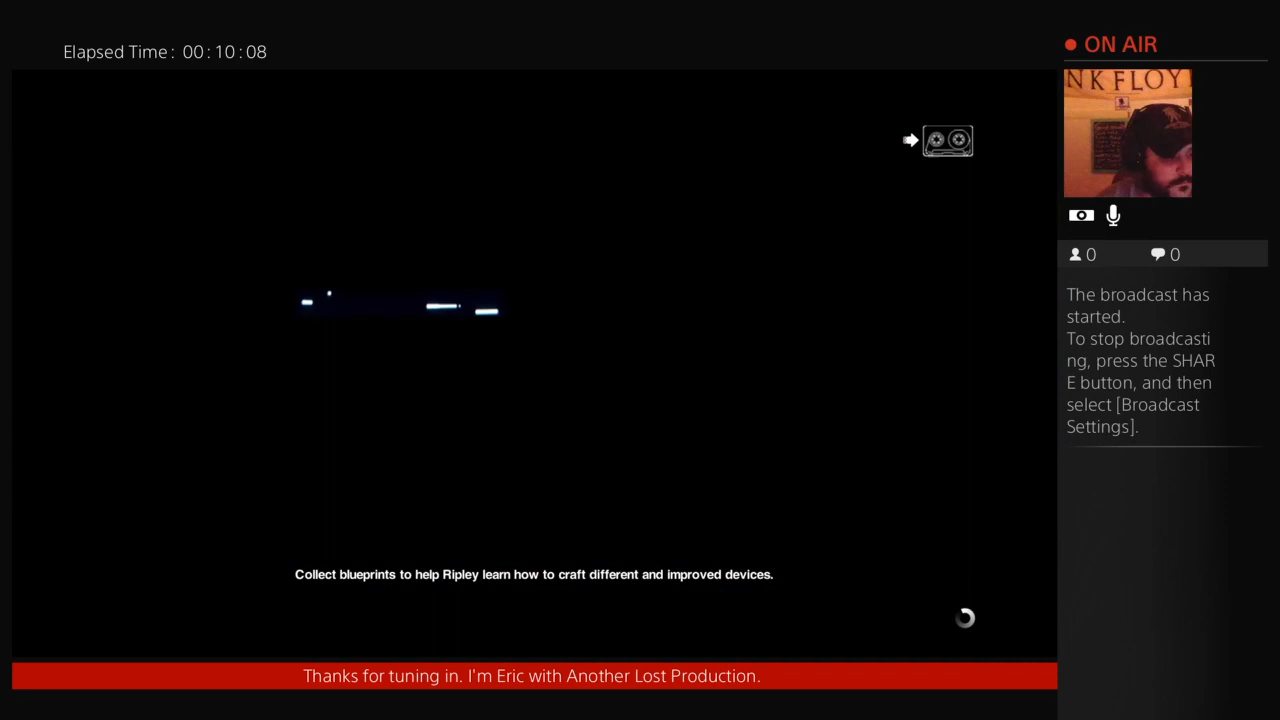 Elapsed Time: 00:10:08
ON AIR
NK FLOY
0
0
The broadcast has
started.
To stop broadcasti
ng, press the SHAR
E button, and then
select [Broadcast
Settings].
Collect blueprints to help Ripley learn how to craft different and improved devices.
Thanks for tuning in. I'm Eric with Another Lost Production.